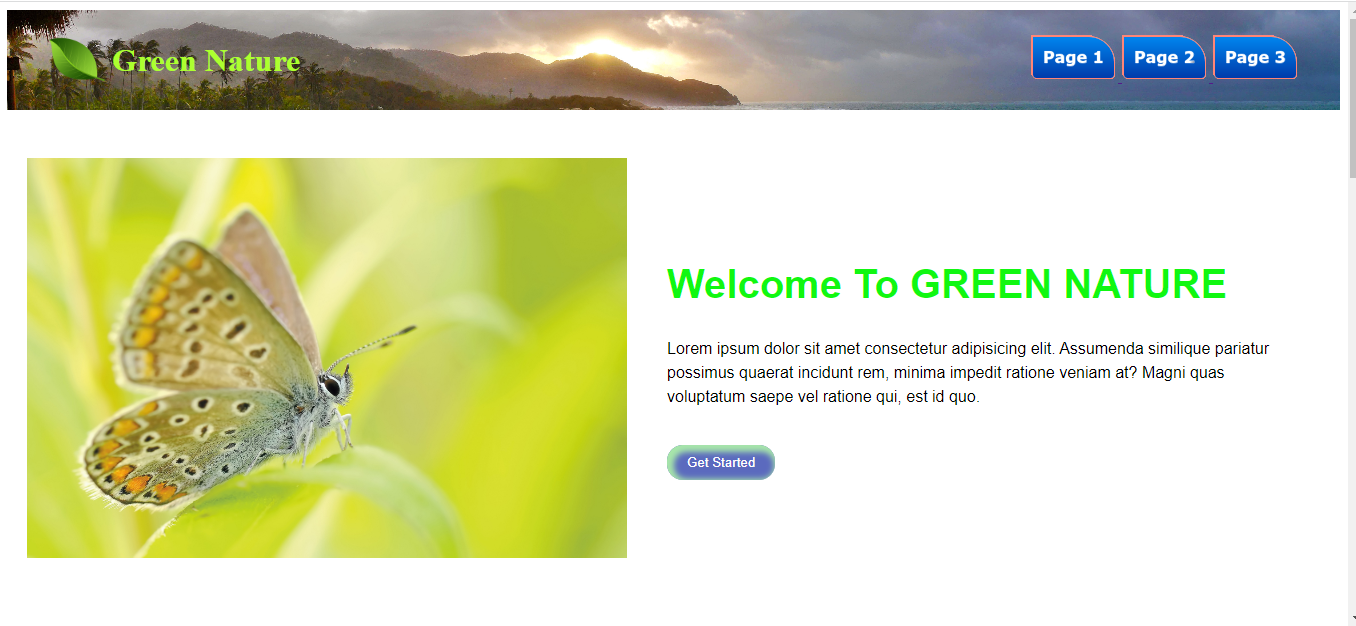 Green Nature
Page 1 Page 2 Page 3
Welcome To GREEN NATURE
Lorem ipsum dolor sit amet consectetur adipisicing elit. Assumenda similique pariatur
possimus quaerat incidunt rem, minima impedit ratione veniam at? Magni quas
voluptatum saepe vel ratione qui, est id quo.
Get Started